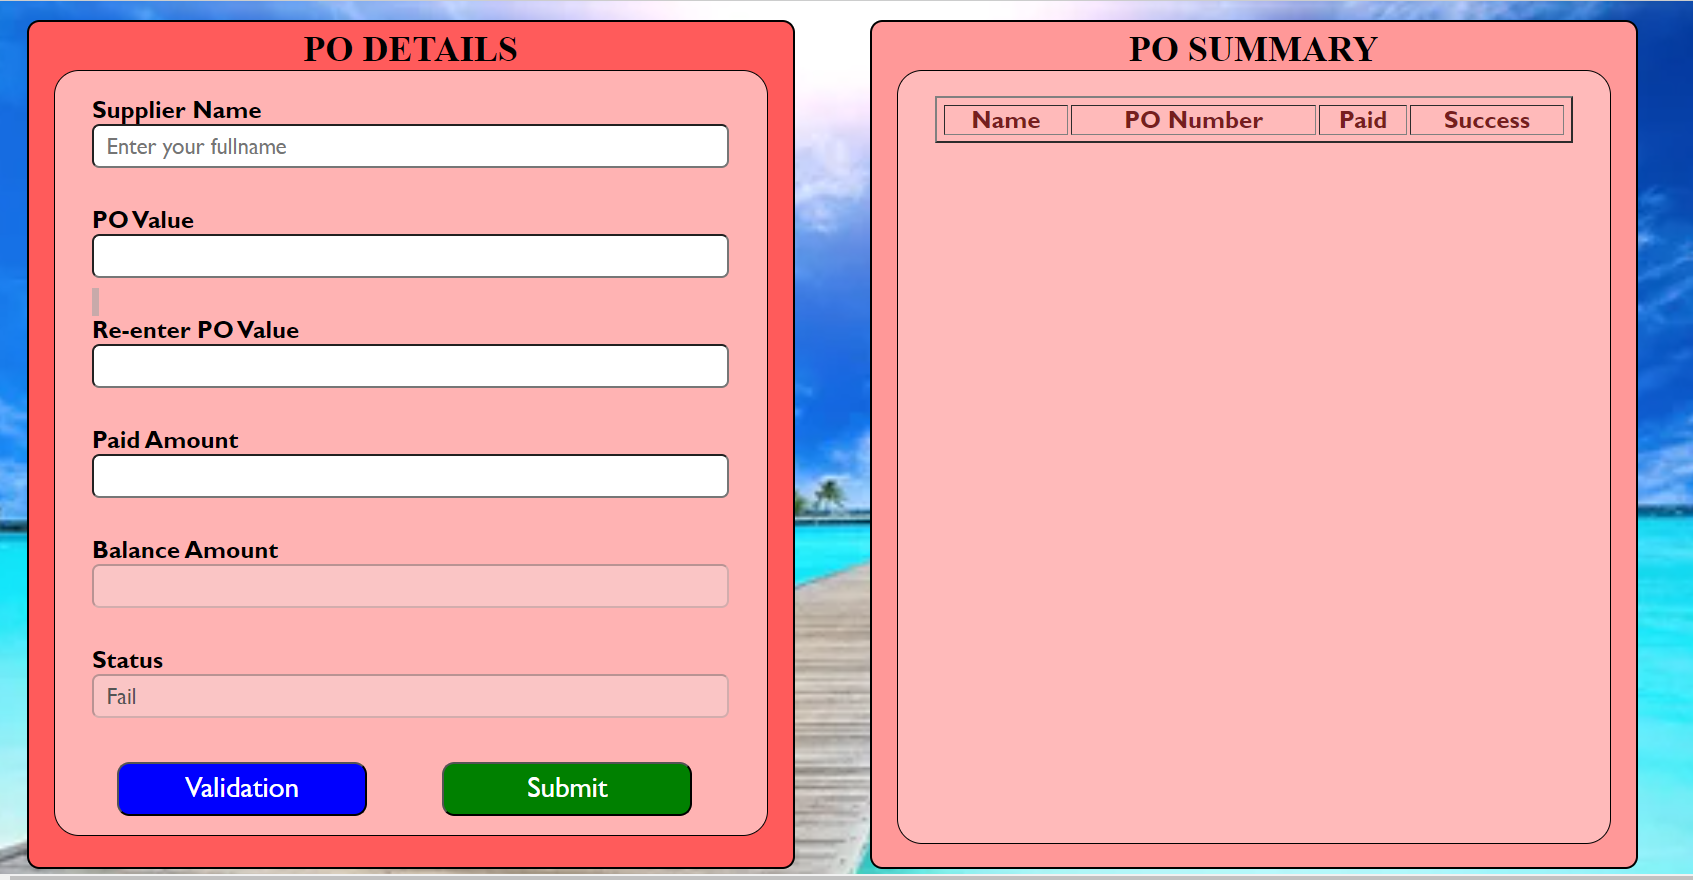 PO DETAILS
Supplier Name
Enter your fullname
PO Value
Re-enter PO Value
Paid Amount
Balance Amount
Status
Fail
Validation Submit
PO SUMMARY
Name PO Number Paid Success